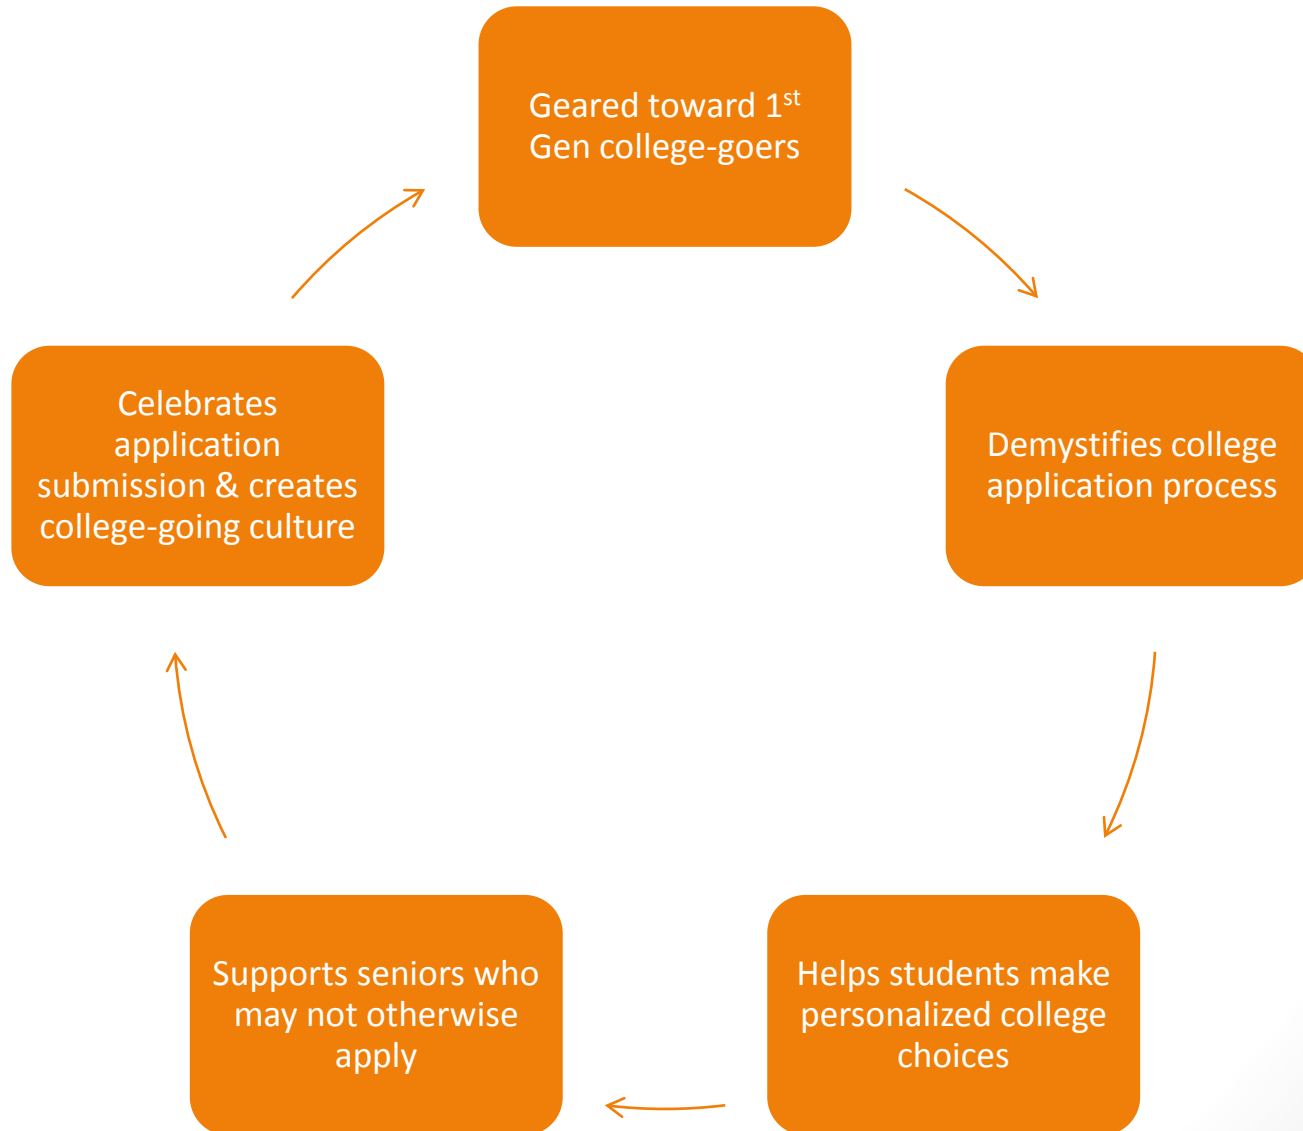 Geared toward 1st
Gen college-goers
Demystifies college
application process
Helps students make
personalized college
choices
Supports seniors who
may not otherwise
apply
Celebrates
application
submission & creates
college-going culture